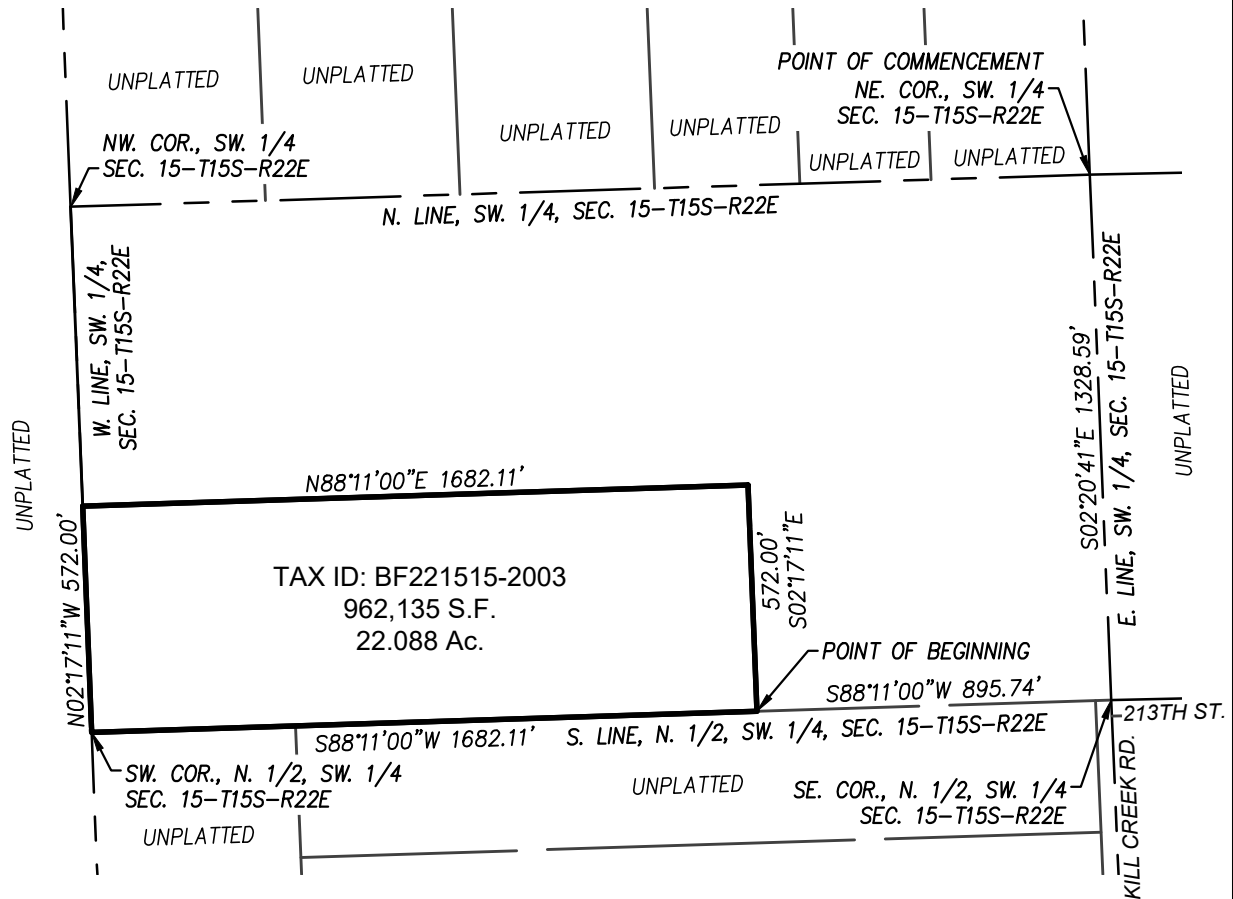 UNPLATTED
UNPLATTED
POINT OF COMMENCEMENT
NE. COR., SW. 1/4
SEC. 15-T15S-R22E
UNPLATTED
UNPLATTED
UNPLATTED
UNPLATTED
NW. COR., SW. 1/4
SEC. 15-T15S-R22E
N. LINE, SW. 1/4, SEC. 15-T15S-R22E
W. LINE, SW. 1/4,
SEC. 15-T15S-R22E
S02°20'41"E 1328.59'
E. LINE, SW. 1/4, SEC. 15-T15S-R22E
UNPLATTED
UNPLATTED
N88°11'00"E 1682.11'
N02°17'11"W 572.00'
TAX ID: BF221515-2003
962,135 S.F.
22.088 Ac.
572.00'
S02°17'11"E
POINT OF BEGINNING
S88°11'00"W 895.74'
213TH ST.
S88°11'00"W 1682.11'
S. LINE, N. 1/2, SW. 1/4, SEC. 15-T15S-R22E
SW. COR., N. 1/2, SW. 1/4
SEC. 15-T15S-R22E
UNPLATTED
SE. COR., N. 1/2, SW. 1/4
SEC. 15-T15S-R22E
UNPLATTED
KILL CREEK RD.